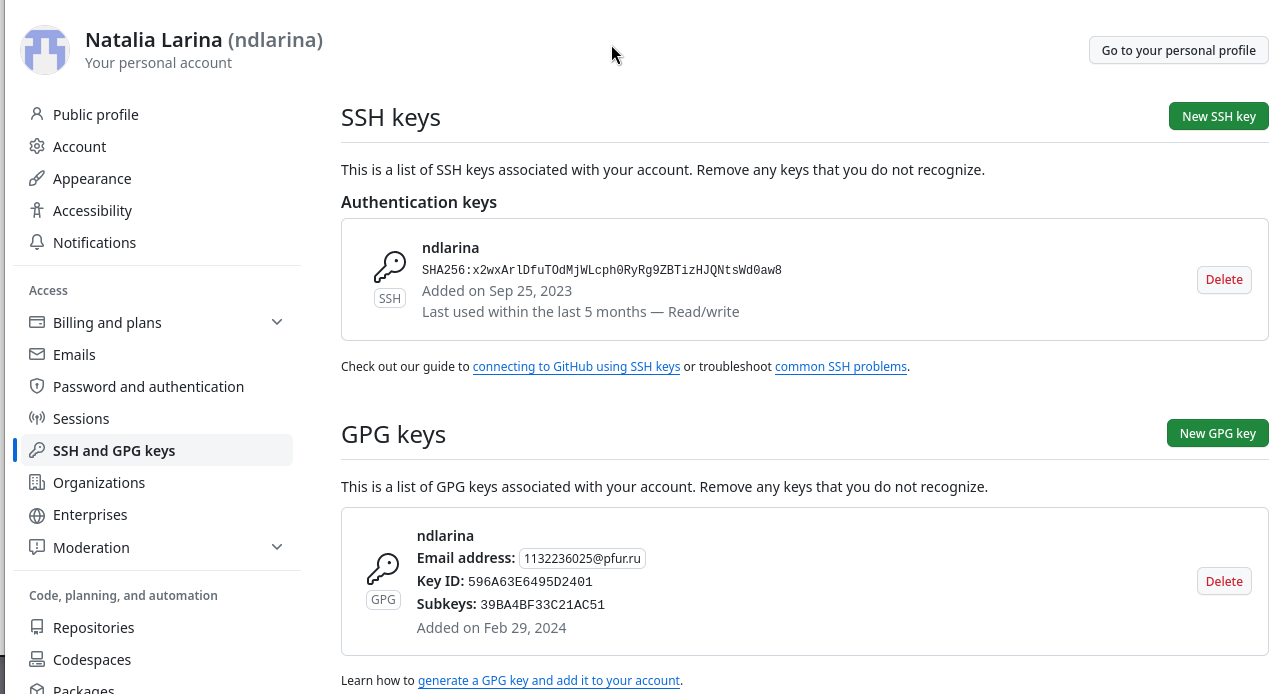 Natalia Larina (ndlarina)
Your personal account
Go to your personal profile
Public profile
Account
Appearance
Accessibility
Notifications
Access
Billing and plans
Emails
Password and authentication
Sessions
SSH and GPG keys
Organizations
Enterprises
Moderation
Code, planning, and automation
Repositories
Codespaces
Packages
SSH keys
New SSH key
This is a list of SSH keys associated with your account. Remove any keys that you do not recognize.
Authentication keys
ndlarina
SHA256:x2wxArlDfuTOdMjWLcph0RyRg9ZBTizHJQNtsWd0aw8
Added on Sep 25, 2023
Last used within the last 5 months — Read/write
SSH
Delete
Check out our guide to connecting to GitHub using SSH keys or troubleshoot common SSH problems.
GPG keys
New GPG key
This is a list of GPG keys associated with your account. Remove any keys that you do not recognize.
ndlarina
Email address: 1132236025@pfur.ru
Key ID: 596A63E6495D2401
Subkeys: 39BA4BF33C21AC51
Added on Feb 29, 2024
GPG
Delete
Learn how to generate a GPG key and add it to your account.